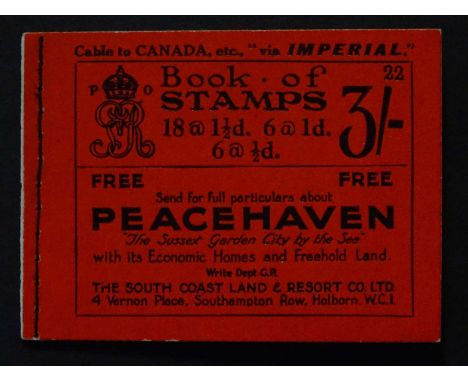 Cable to CANADA, etc., "via IMPERIAL."
22
P O
Book · of
STAMPS
18 @ 1½d. 6 @ 1d.
6 @ ½d.
3/-
FREE FREE
Send for full particulars about
PEACEHAVEN
"The Sussex Garden City by the Sea"
with its Economic Homes and Freehold Land.
Write Dept G.P.
THE SOUTH COAST LAND & RESORT CO. LTD.
4 Vernon Place, Southampton Row, Holborn. W.C.1.